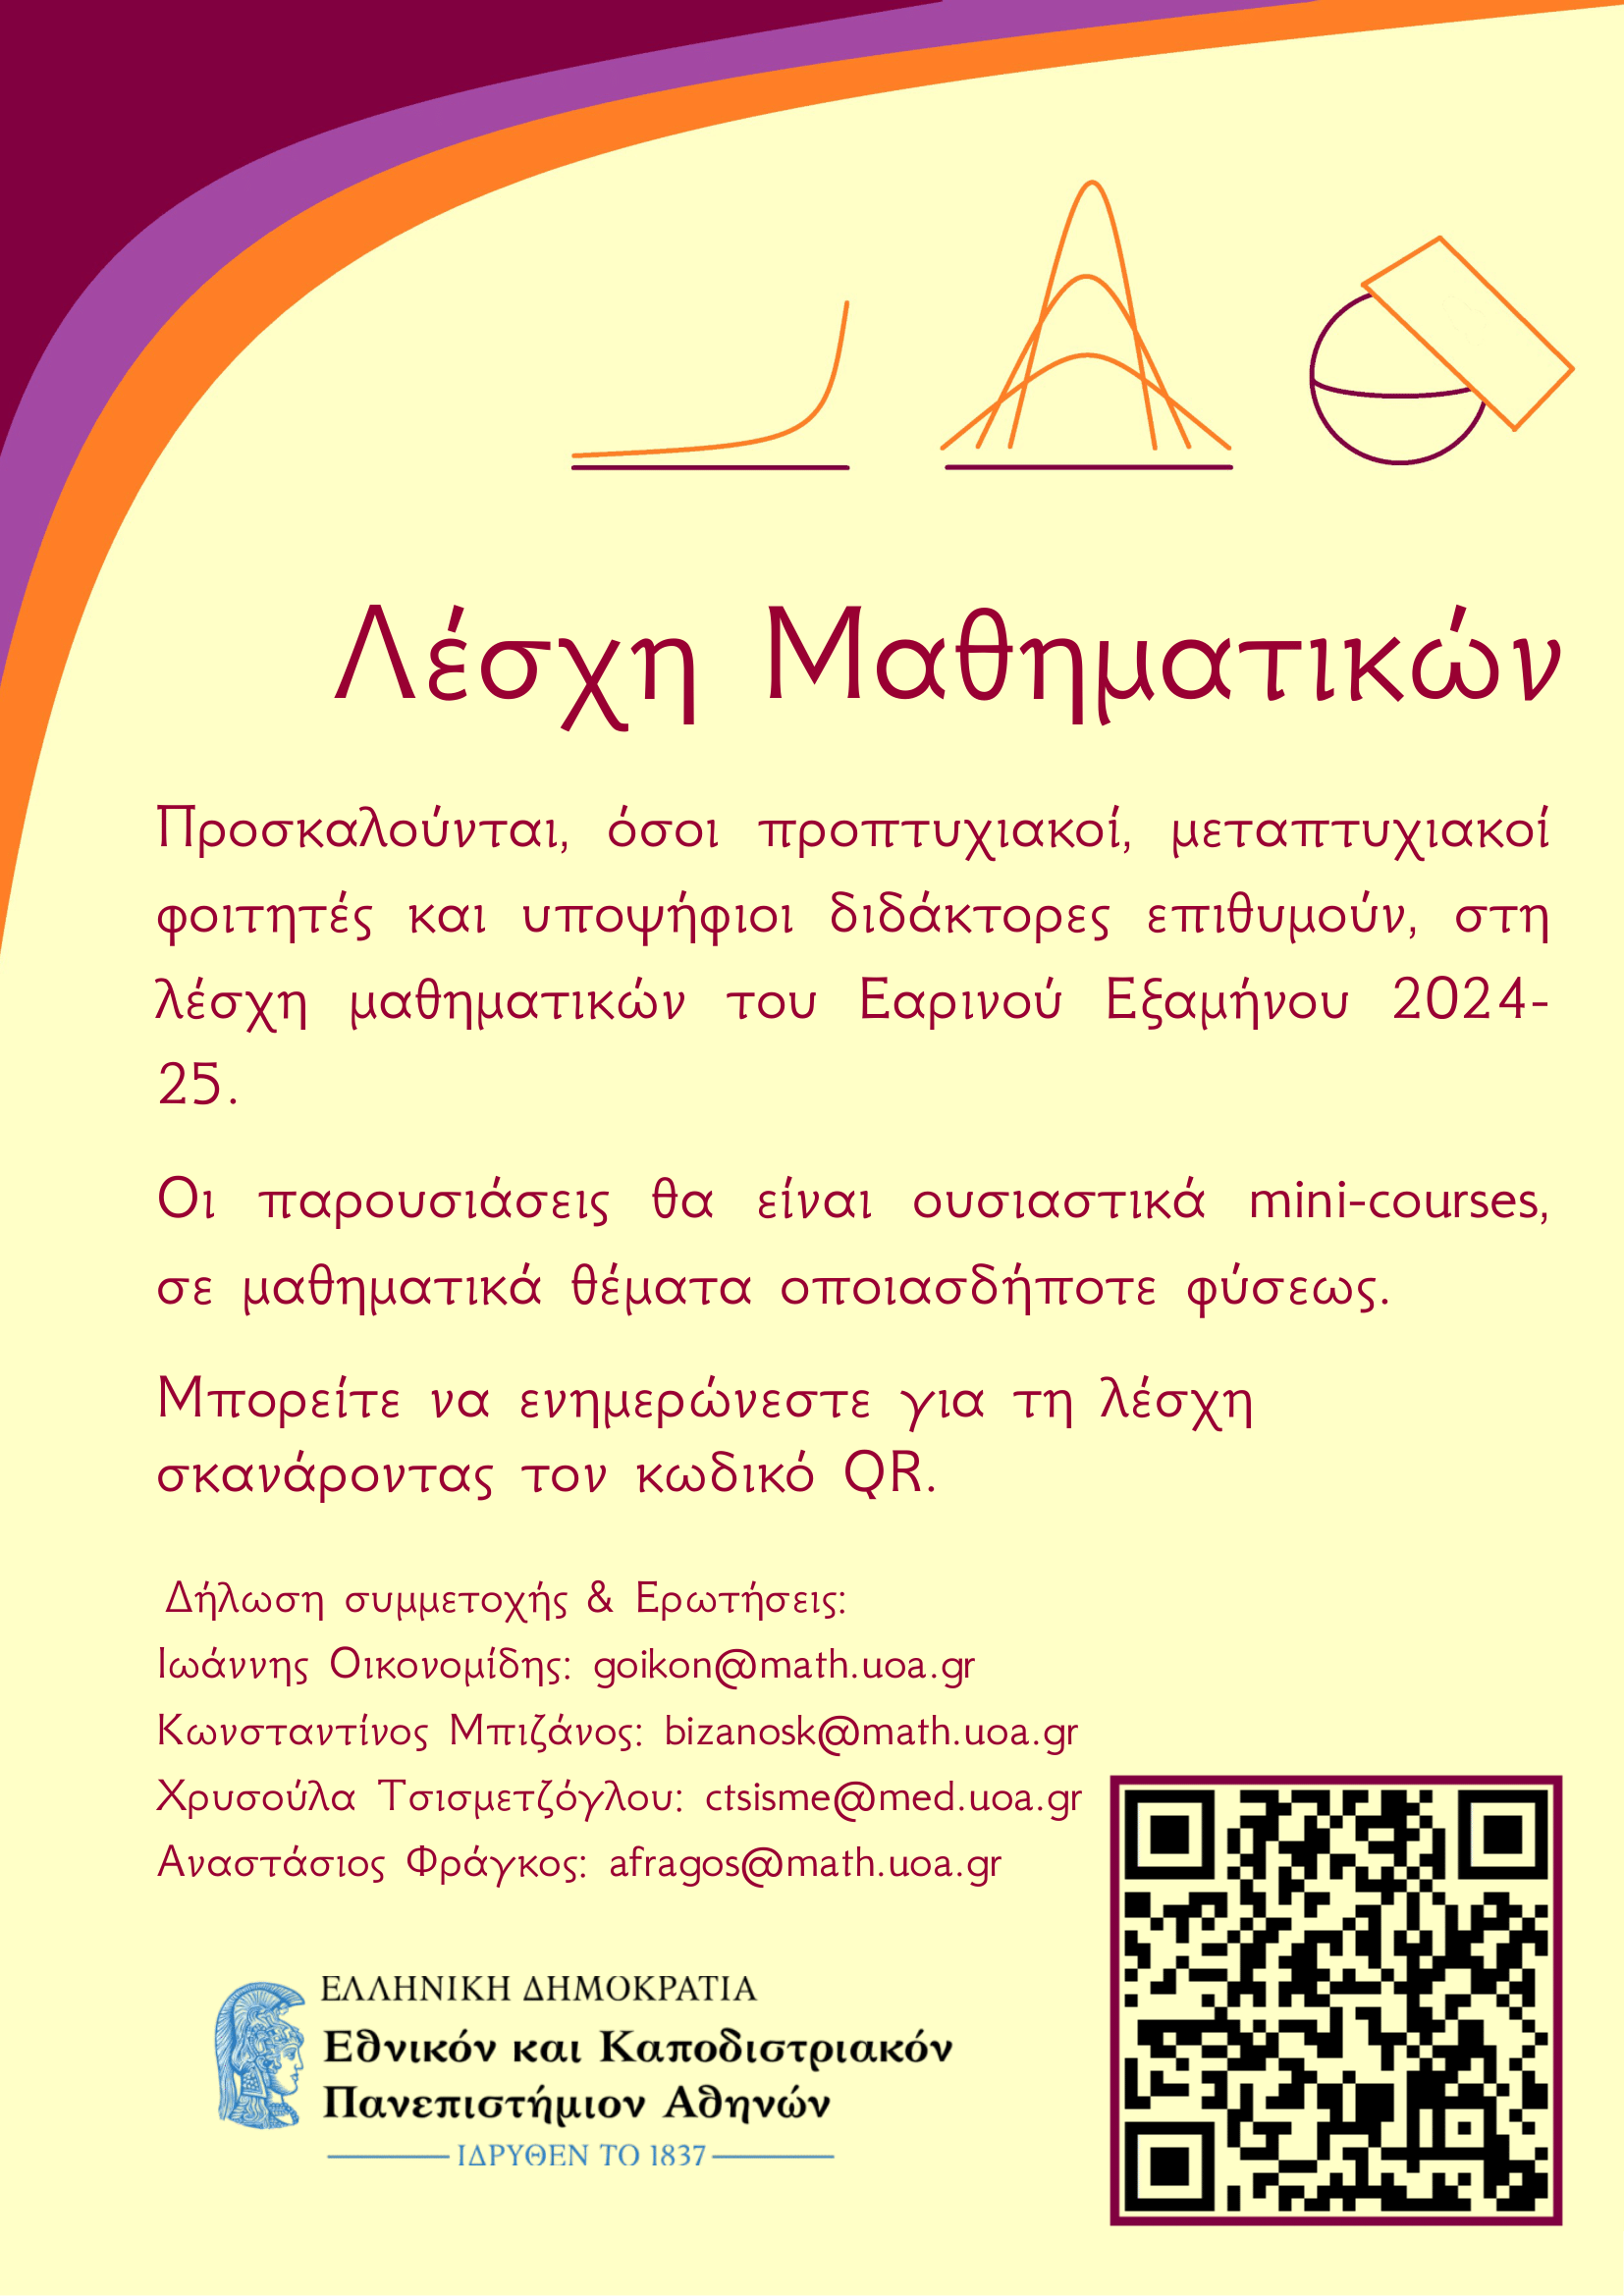 Λέσχη Μαθηματικών
Προσκαλούνται, όσοι προπτυχιακοί, μεταπτυχιακοί
φοιτητές και υποψήφιοι διδάκτορες επιθυμούν, στη
λέσχη μαθηματικών του Εαρινού Εξαμήνου 2024-
25.
Οι παρουσιάσεις θα είναι ουσιαστικά mini-courses,
σε μαθηματικά θέματα οποιασδήποτε φύσεως.
Μπορείτε να ενημερώνεστε για τη λέσχη
σκανάροντας τον κωδικό QR.
Δήλωση συμμετοχής & Ερωτήσεις:
Ιωάννης Οικονομίδης: goikon@math.uoa.gr
Κωνσταντίνος Μπιζάνος: bizanosk@math.uoa.gr
Χρυσούλα Τσισμετζόγλου: ctsisme@med.uoa.gr
Αναστάσιος Φράγκος: afragos@math.uoa.gr
ΕΛΛΗΝΙΚΗ ΔΗΜΟΚΡΑΤΙΑ
Εθνικόν και Καποδιστριακόν
Πανεπιστήμιον Αθηνών
ΙΔΡΥΘΕΝ ΤΟ 1837